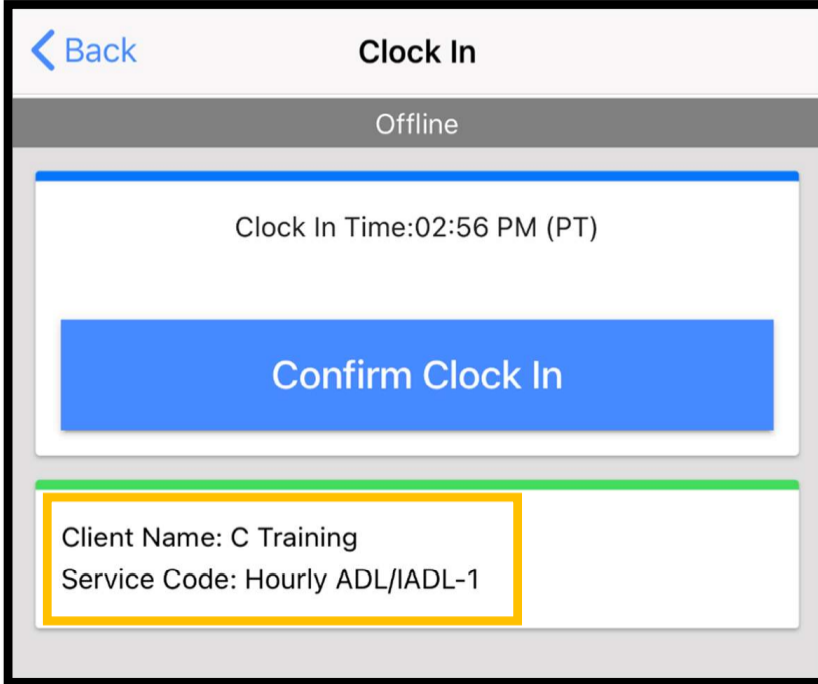 Back
Clock In
Offline
Clock In Time:02:56 PM (PT)
Confirm Clock In
Client Name: C Training
Service Code: Hourly ADL/IADL-1